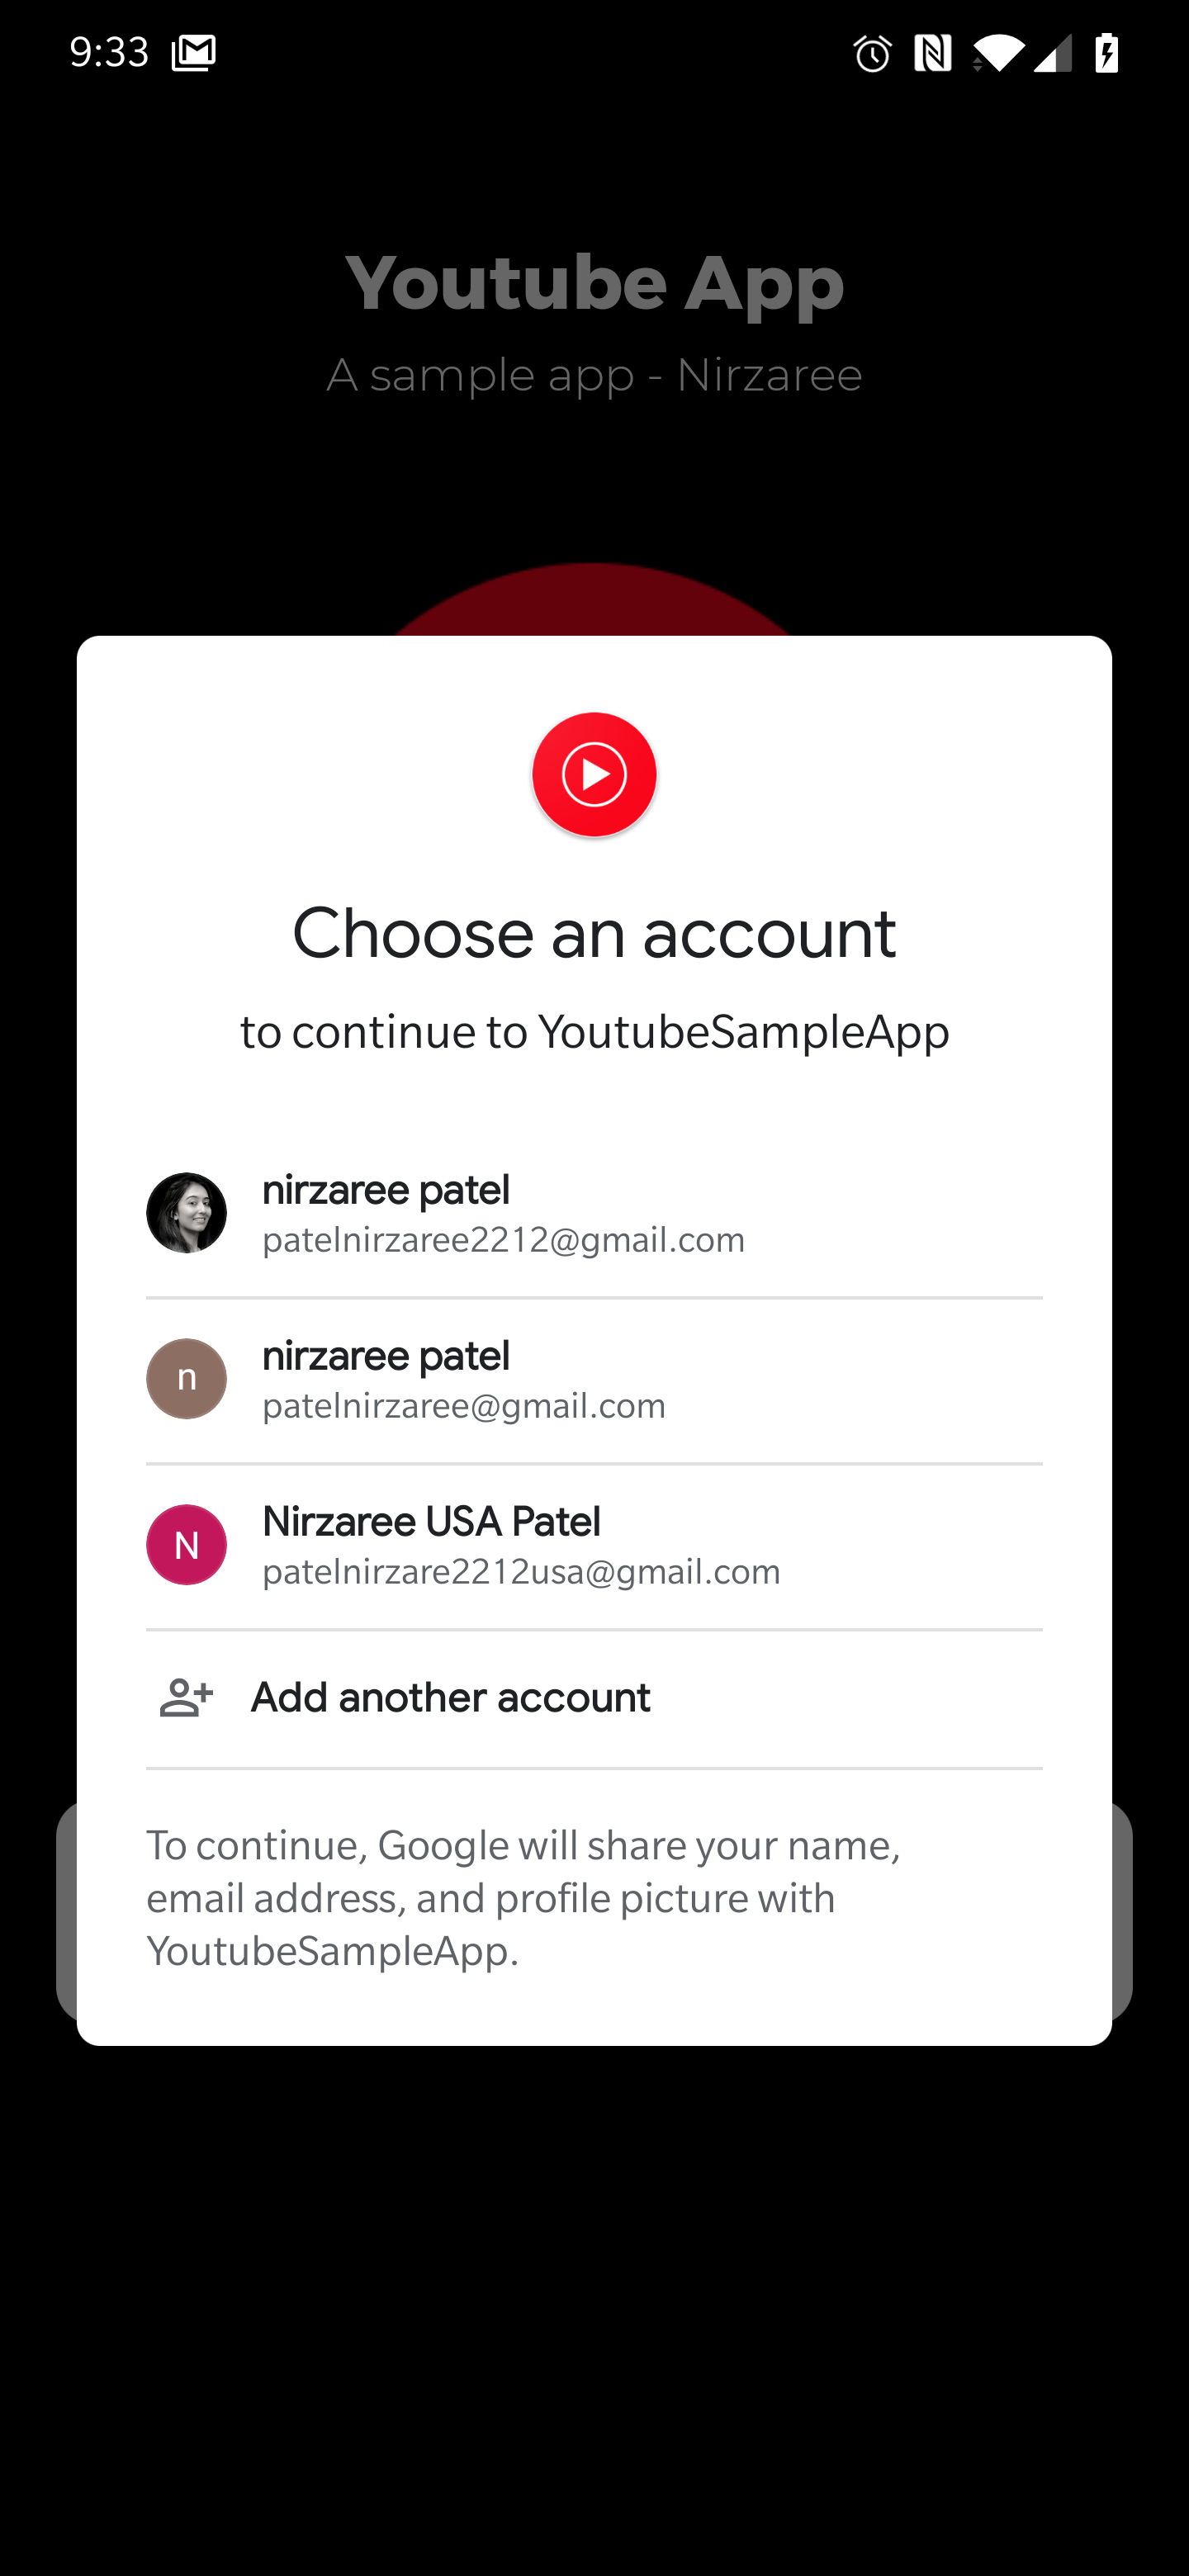 9:33
Youtube App
A sample app - Nirzaree
Choose an account
to continue to YoutubeSampleApp
nirzaree patel
patelnirzaree2212@gmail.com
n
nirzaree patel
patelnirzaree@gmail.com
N
Nirzaree USA Patel
patelnirzare2212usa@gmail.com
Add another account
To continue, Google will share your name,
email address, and profile picture with
YoutubeSampleApp.